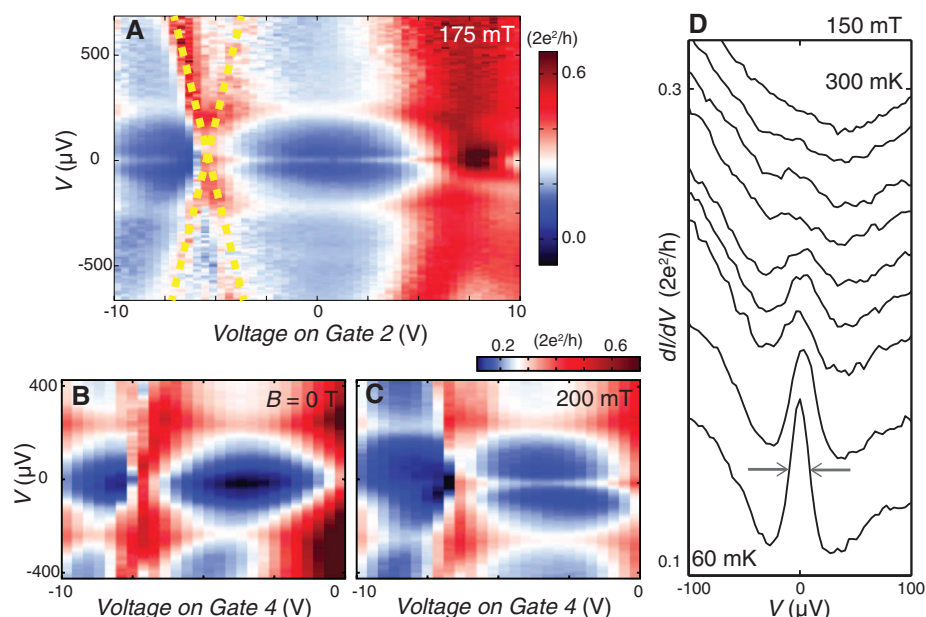 A
175 mT
(2e²/h)
0.6
0.0
500
0
-500
V (μV)
-10
0
10
Voltage on Gate 2 (V)
0.2
(2e²/h)
0.6
B
B = 0 T
400
0
-400
V (μV)
-10
0
Voltage on Gate 4 (V)
C
200 mT
-10
0
Voltage on Gate 4 (V)
D
150 mT
300 mK
0.3
dI/dV (2e²/h)
0.1
60 mK
-100
0
100
V (μV)